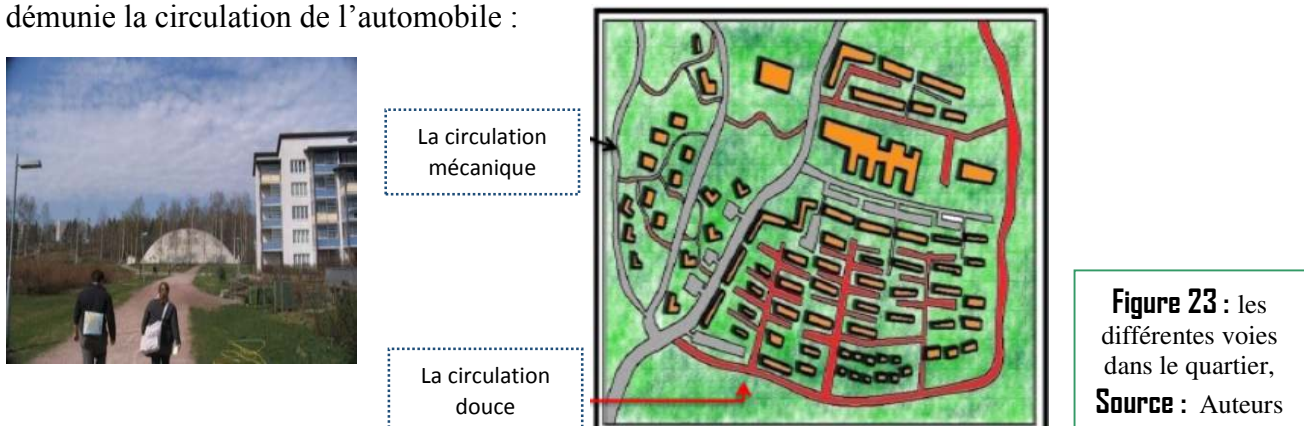 démunie la circulation de l’automobile :
La circulation
mécanique
La circulation
douce
Figure 23 : les
différentes voies
dans le quartier,
Source : Auteurs